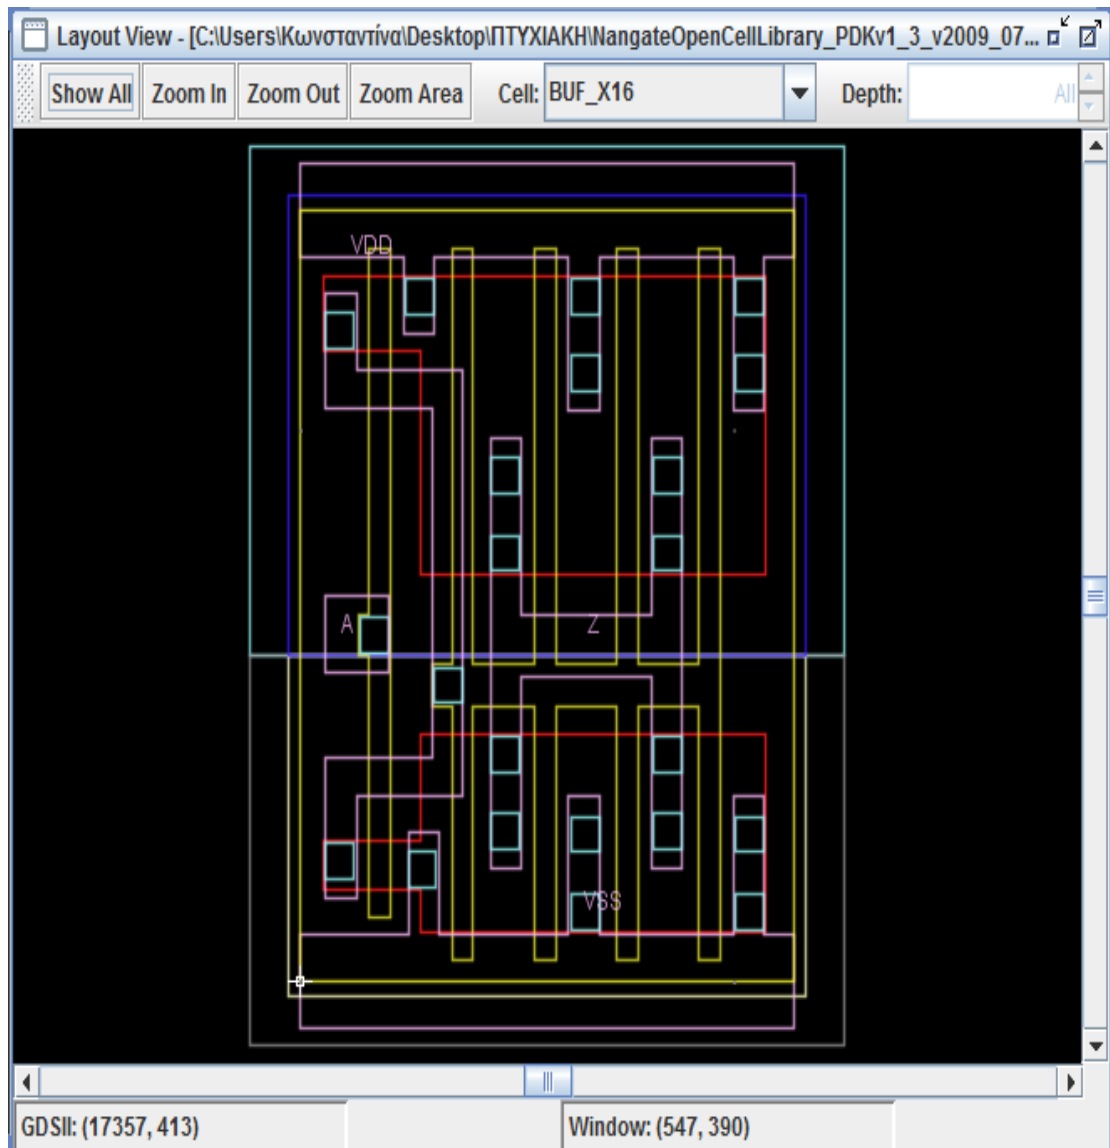 Layout View - [C:\Users\Κωνσταντίνα\Desktop\ΠΤΥΧΙΑΚΗ\NangateOpenCellLibrary_PDKv1_3_v2009_07...
Show All Zoom In Zoom Out Zoom Area Cell: BUF_X16 Depth: All
VDD
A
Z
VSS
GDSII: (17357, 413) Window: (547, 390)